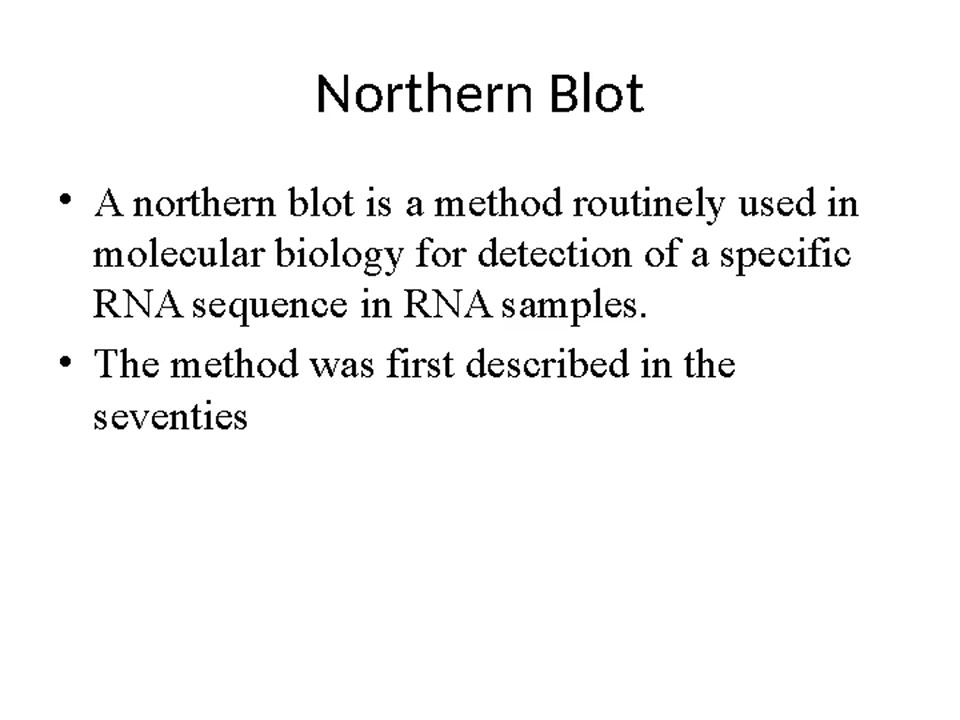 Northern Blot
• A northern blot is a method routinely used in
molecular biology for detection of a specific
RNA sequence in RNA samples.
• The method was first described in the
seventies